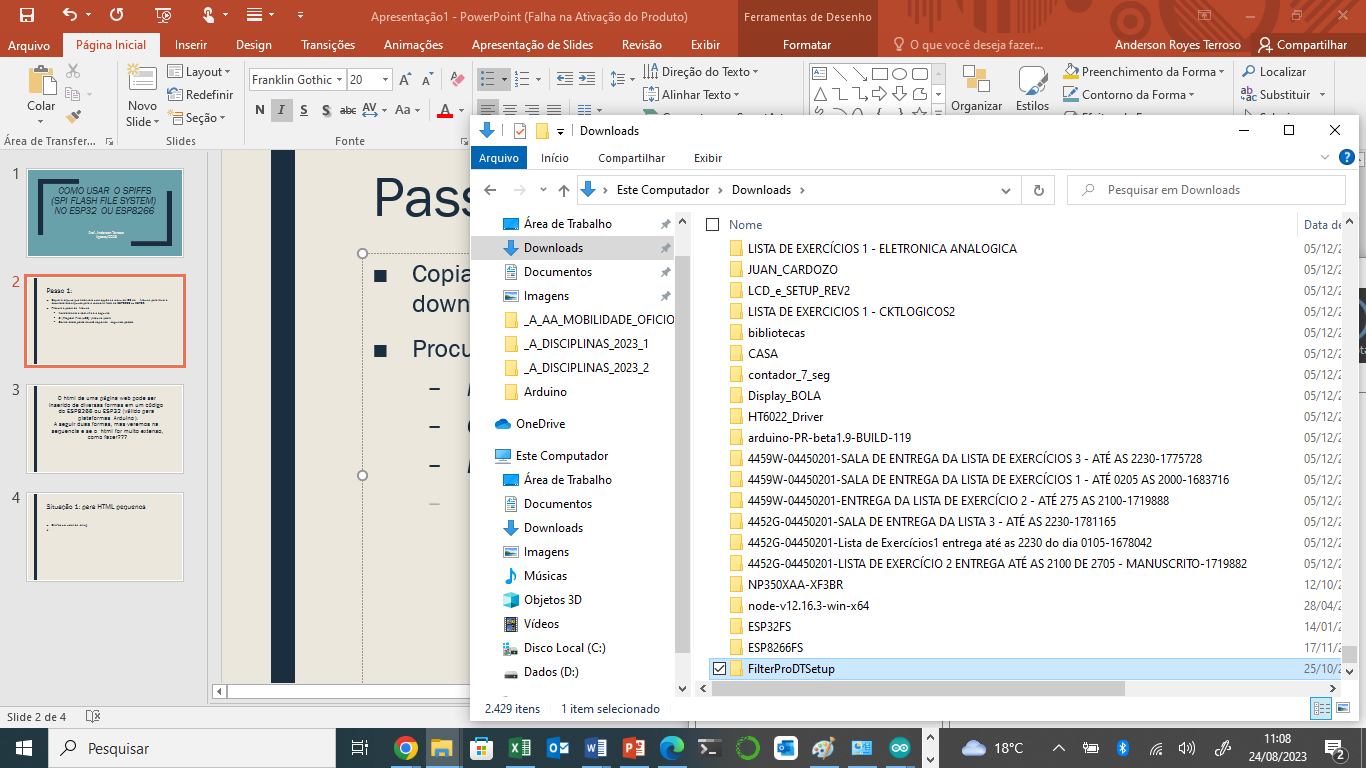 Apresentação1 - PowerPoint (Falha na Ativação do Produto)
Ferramentas de Desenho
Arquivo
Página Inicial
Inserir
Design
Transições
Animações
Apresentação de Slides
Revisão
Exibir
Formatar
O que você deseja fazer...
Anderson Royes Terroso
Compartilhar
Colar
Novo
Slide
Layout
Redefinir
Seção
Franklin Gothic
20
N I S S abc AV Aa A
Direção do Texto
Alinhar Texto
Organizar
Estilos
Preenchimento da Forma
Contorno da Forma
Localizar
Substituir
Área de Transfer...
Slides
Fonte
1
COMO USAR O SPIFFS
(SPI FLASH FILE SYSTEM)
NO ESP32 OU ESP8266
2
Passo 1:
3
O html de uma página web pode ser
inserido de diversas formas em um código
do ESP8266 ou ESP32 (válido para
plataformas Arduino).
A seguir duas formas, mas veremos na
sequencia e se o html for muito extenso,
como fazer???
4
Situação 1: para HTML pequenos
Pass
Copia
down
Procu
Slide 2 de 4
Downloads
Arquivo
Início
Compartilhar
Exibir
Este Computador
Downloads
Pesquisar em Downloads
Área de Trabalho
Downloads
Documentos
Imagens
_A_AA_MOBILIDADE_OFICIO
_A_DISCIPLINAS_2023_1
_A_DISCIPLINAS_2023_2
Arduino
OneDrive
Este Computador
Área de Trabalho
Documentos
Downloads
Imagens
Músicas
Objetos 3D
Vídeos
Disco Local (C:)
Dados (D:)
Nome
Data de
LISTA DE EXERCÍCIOS 1 - ELETRONICA ANALOGICA 05/12/2
JUAN_CARDOZO 05/12/2
LCD_e_SETUP_REV2 05/12/2
LISTA DE EXERCICIOS 1 - CKTLOGICOS2 05/12/2
bibliotecas 05/12/2
CASA 05/12/2
contador_7_seg 05/12/2
Display_BOLA 05/12/2
HT6022_Driver 05/12/2
arduino-PR-beta1.9-BUILD-119 05/12/2
4459W-04450201-SALA DE ENTREGA DA LISTA DE EXERCÍCIOS 3 - ATÉ AS 2230-1775728 05/12/2
4459W-04450201-SALA DE ENTREGA DA LISTA DE EXERCÍCIOS 1 - ATÉ 0205 AS 2000-1683716 05/12/2
4459W-04450201-ENTREGA DA LISTA DE EXERCÍCIO 2 - ATÉ 275 AS 2100-1719888 05/12/2
4452G-04450201-SALA DE ENTREGA DA LISTA 3 - ATÉ AS 2230-1781165 05/12/2
4452G-04450201-Lista de Exercícios1 entrega até as 2230 do dia 0105-1678042 05/12/2
4452G-04450201-LISTA DE EXERCÍCIO 2 ENTREGA ATÉ AS 2100 DE 2705 - MANUSCRITO-1719882 05/12/2
NP350XAA-XF3BR 12/10/2
node-v12.16.3-win-x64 28/04/2
ESP32FS 14/01/2
ESP8266FS 17/11/2
FilterProDTSetup 25/10/2
2.429 itens
1 item selecionado
Pesquisar
18°C
11:08
24/08/2023
2